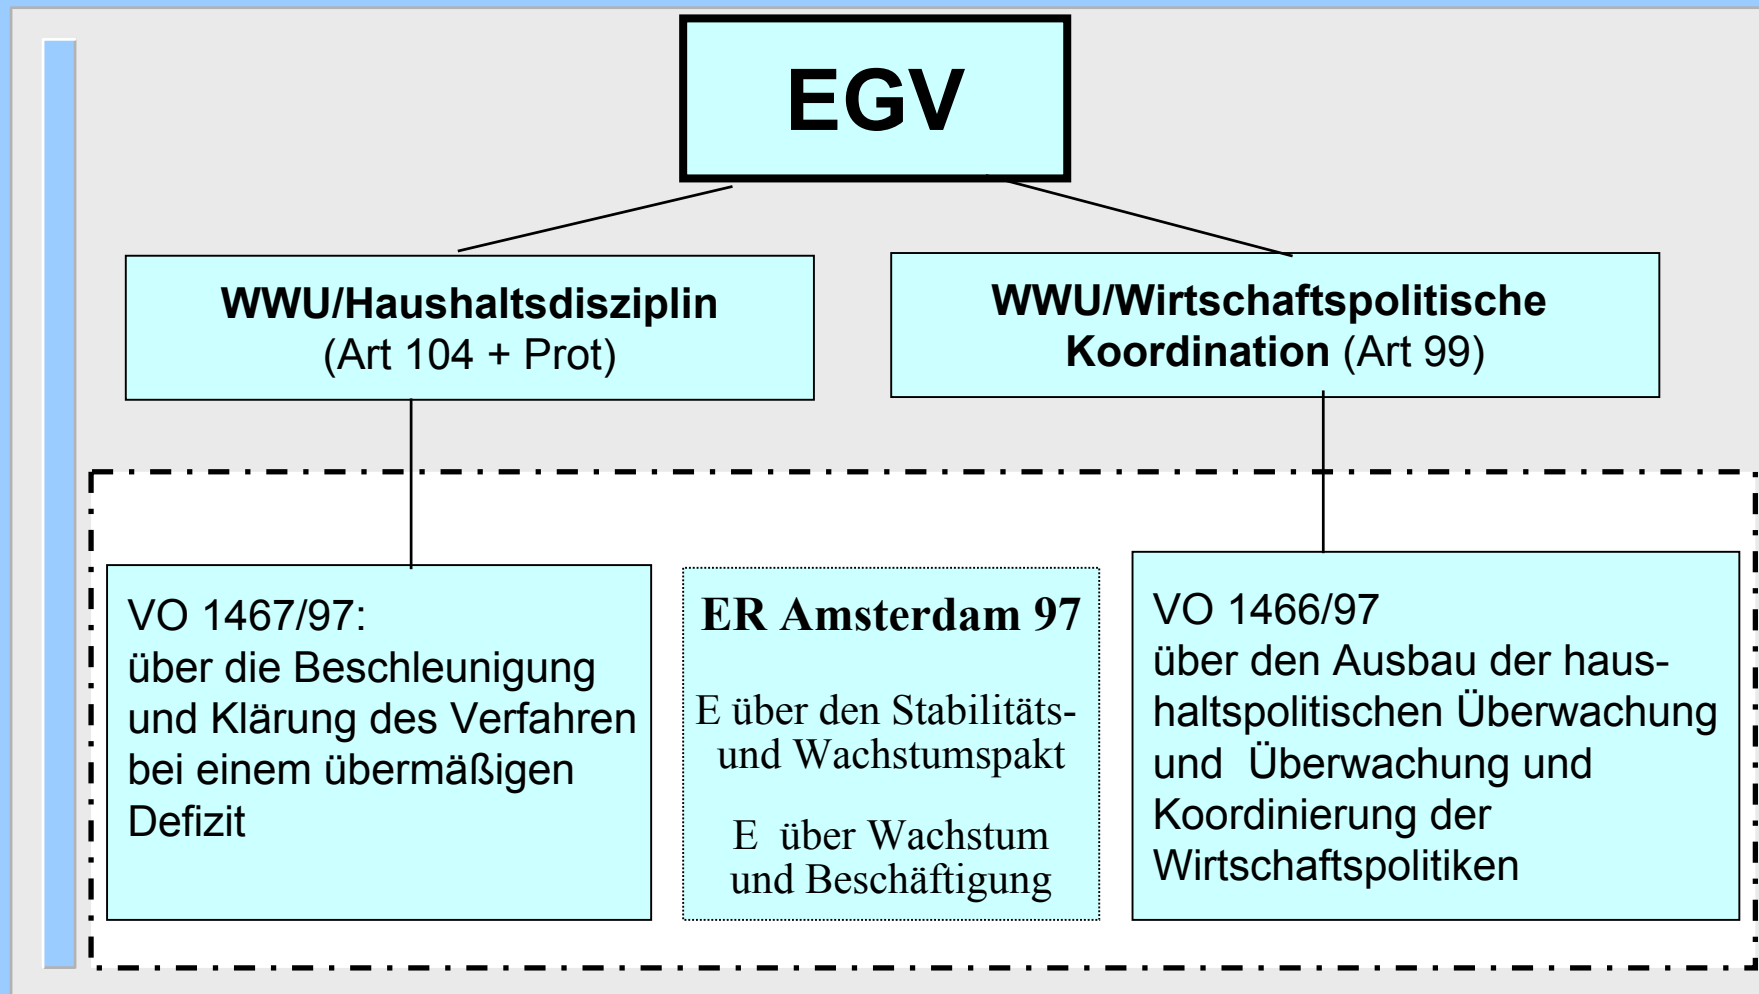 EGV
WWU/Haushaltsdisziplin
(Art 104 + Prot)
WWU/Wirtschaftspolitische
Koordination (Art 99)
VO 1467/97:
über die Beschleunigung
und Klärung des Verfahren
bei einem übermäßigen
Defizit
ER Amsterdam 97
E über den Stabilitäts-
und Wachstumspakt
E über Wachstum
und Beschäftigung
VO 1466/97
über den Ausbau der haus-
haltspolitischen Überwachung
und Überwachung und
Koordinierung der
Wirtschaftspolitiken